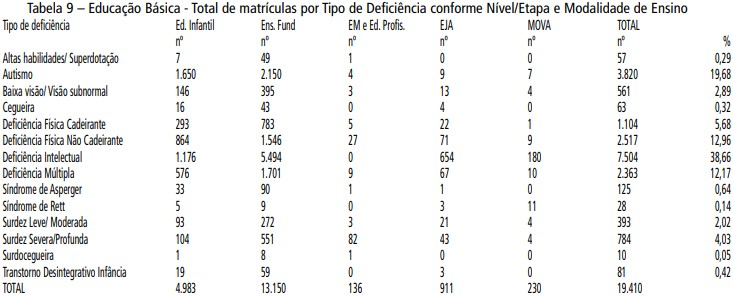 Tabela 9 – Educação Básica - Total de matrículas por Tipo de Deficiência conforme Nível/Etapa e Modalidade de Ensino
Tipo de deficiência Ed. Infantil Ens. Fund EM e Ed. Profis. EJA MOVA TOTAL
nº nº nº nº nº nº %
Altas habilidades/ Superdotação 7 49 1 0 0 57 0,29
Autismo 1.650 2.150 4 9 7 3.820 19,68
Baixa visão/ Visão subnormal 146 395 3 13 4 561 2,89
Cegueira 16 43 0 4 0 63 0,32
Deficiência Física Cadeirante 293 783 5 22 1 1.104 5,68
Deficiência Física Não Cadeirante 864 1.546 27 71 9 2.517 12,96
Deficiência Intelectual 1.176 5.494 0 654 180 7.504 38,66
Deficiência Múltipla 576 1.701 9 67 10 2.363 12,17
Síndrome de Asperger 33 90 1 1 0 125 0,64
Síndrome de Rett 5 9 0 3 11 28 0,14
Surdez Leve/ Moderada 93 272 3 21 4 393 2,02
Surdez Severa/Profunda 104 551 82 43 4 784 4,03
Surdocegueira 1 8 1 0 0 10 0,05
Transtorno Desintegrativo Infância 19 59 0 3 0 81 0,42
TOTAL 4.983 13.150 136 911 230 19.410